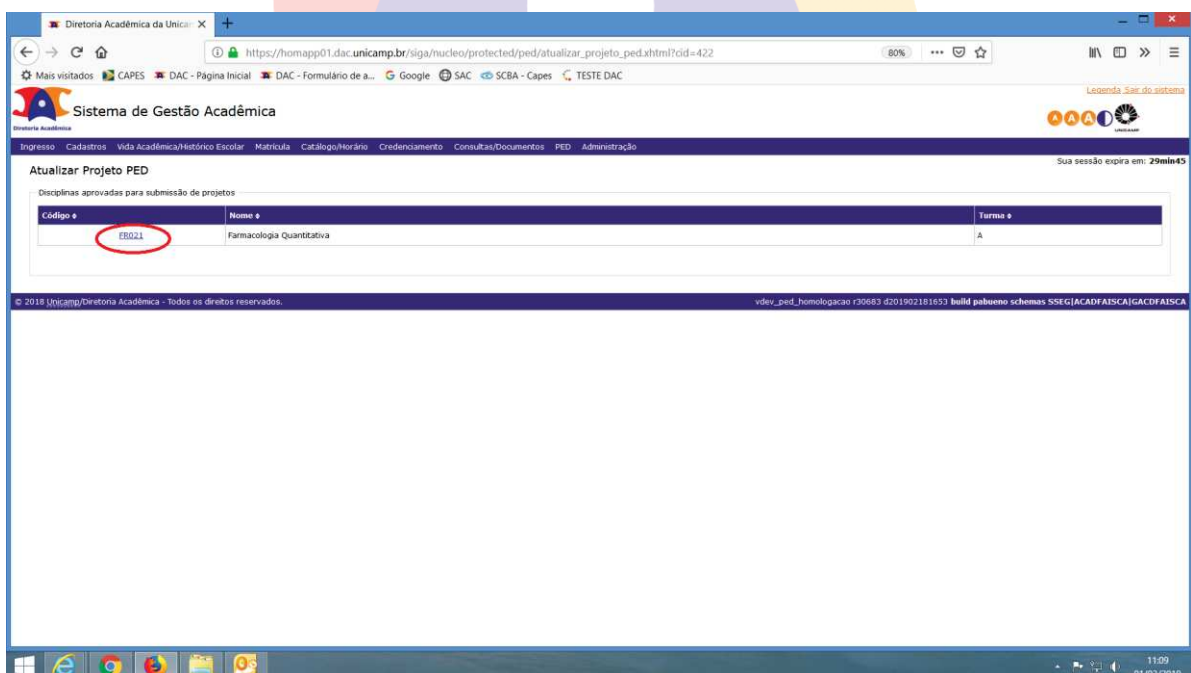 Diretoria Acadêmica da Unicam
https://homapp01.dac.unicamp.br/siga/nucleo/protected/ped/atualizar_projeto_ped.xhtml?cid=422
80%
Mais visitados CAPES DAC - Página Inicial DAC - Formulário de a... Google SAC SCBA - Capes TESTE DAC
Legenda Sair do sistema
Sistema de Gestão Acadêmica
Diretoria Acadêmica
AAA
UNICAMP
Ingresso Cadastros Vida Acadêmica/Histórico Escolar Matrícula Catálogo/Horário Credenciamento Consultas/Documentos PED Administração
Sua sessão expira em: 29min45
Atualizar Projeto PED
Disciplinas aprovadas para submissão de projetos
Código Nome Turma
FR021 Farmacologia Quantitativa A
© 2018 Unicamp/Diretoria Acadêmica - Todos os direitos reservados. vdev_ped_homologacao r30683 d201902181653 build pabueno schemas SSEG|ACADFAISCA|GACDFAISCA
11:09